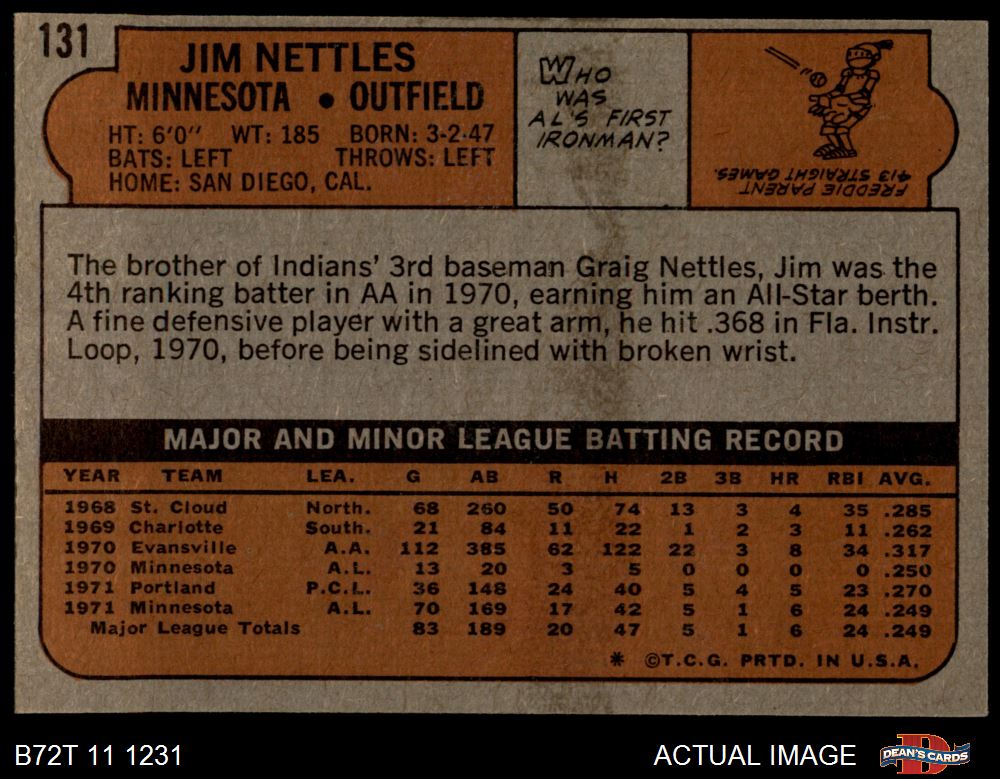 131
JIM NETTLES
MINNESOTA • OUTFIELD
HT: 6'0" WT: 185 BORN: 3-2-47
BATS: LEFT THROWS: LEFT
HOME: SAN DIEGO, CAL.
WHO
WAS
AL'S FIRST
IRONMAN?
FREDDIE PARENT
413 STRAIGHT GAMES.
The brother of Indians' 3rd baseman Graig Nettles, Jim was the
4th ranking batter in AA in 1970, earning him an All-Star berth.
A fine defensive player with a great arm, he hit .368 in Fla. Instr.
Loop, 1970, before being sidelined with broken wrist.
MAJOR AND MINOR LEAGUE BATTING RECORD
YEAR TEAM LEA. G AB R H 2B 3B HR RBI AVG.
1968 St. Cloud North. 68 260 50 74 13 3 4 35 .285
1969 Charlotte South. 21 84 11 22 1 2 3 11 .262
1970 Evansville A.A. 112 385 62 122 22 3 8 34 .317
1970 Minnesota A.L. 13 20 3 5 0 0 0 0 .250
1971 Portland P.C.L. 36 148 24 40 5 4 5 23 .270
1971 Minnesota A.L. 70 169 17 42 5 1 6 24 .249
Major League Totals 83 189 20 47 5 1 6 24 .249
* ©T.C.G. PRTD. IN U.S.A.
B72T 11 1231 ACTUAL IMAGE DEAN'S CARDS